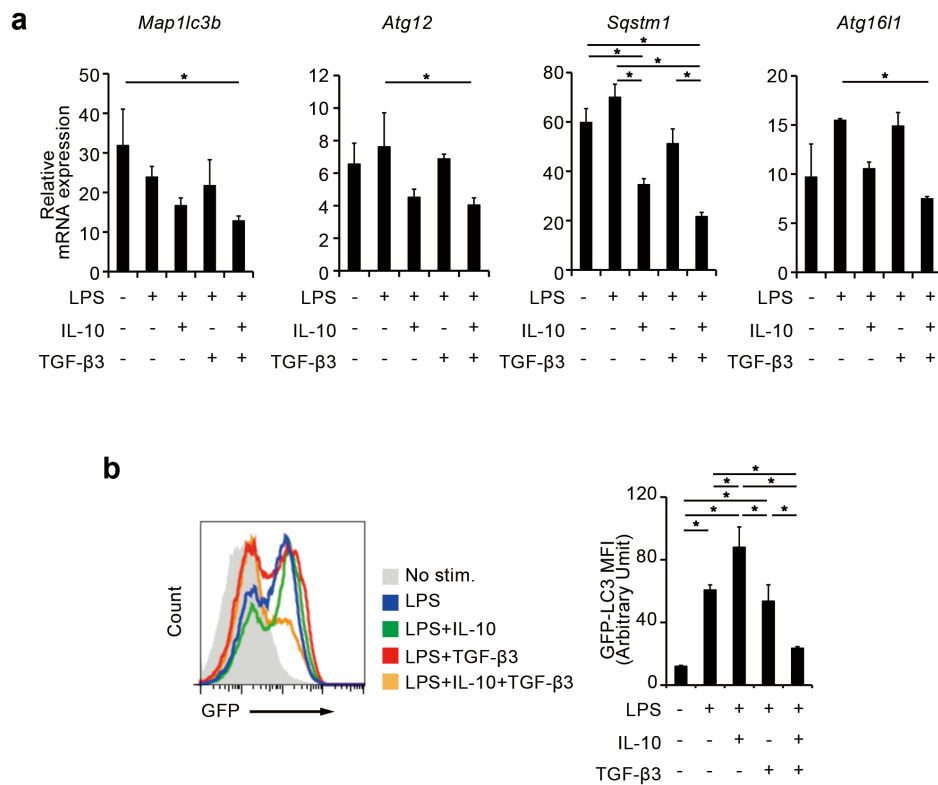 a
Map1lc3b
Atg12
Sqstm1
Atg16l1
Relative
mRNA expression
50
40
30
20
10
0
*
LPS - + + + +
IL-10 - - + - +
TGF-β3 - - - + +
12
10
8
6
4
2
0
*
LPS - + + + +
IL-10 - - + - +
TGF-β3 - - - + +
80
60
40
20
0
*
*
*
* *
LPS - + + + +
IL-10 - - + - +
TGF-β3 - - - + +
20
15
10
5
0
*
LPS - + + + +
IL-10 - - + - +
TGF-β3 - - - + +
b
Count
GFP
No stim.
LPS
LPS+IL-10
LPS+TGF-β3
LPS+IL-10+TGF-β3
GFP-LC3 MFI
(Arbitrary Umit)
120
80
40
0
*
* *
*
* * *
*
LPS - + + + +
IL-10 - - + - +
TGF-β3 - - - + +